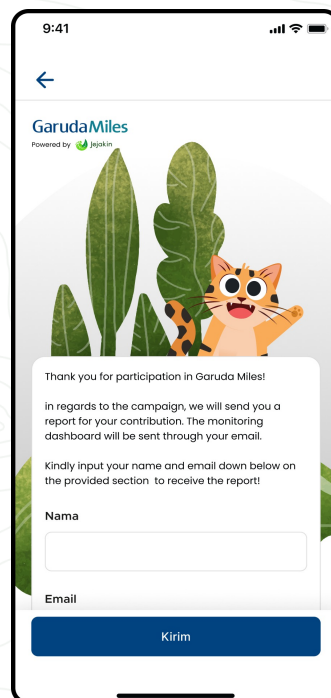 9:41
GarudaMiles
Powered by Jejakin
Thank you for participation in Garuda Miles!
in regards to the campaign, we will send you a
report for your contribution. The monitoring
dashboard will be sent through your email.
Kindly input your name and email down below on
the provided section to receive the report!
Nama
Email
Kirim